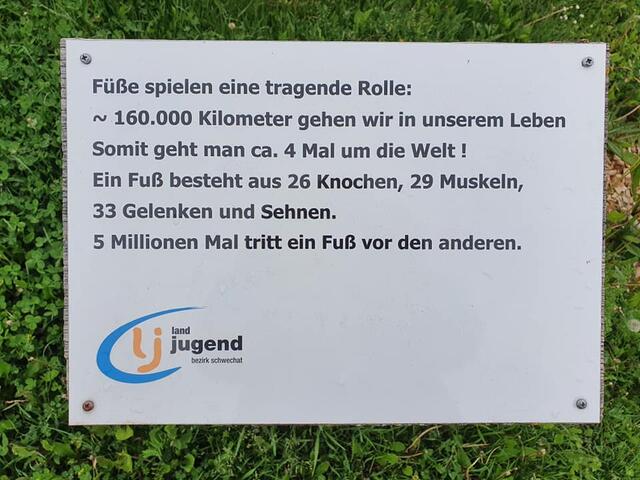 Füße spielen eine tragende Rolle:
~ 160.000 Kilometer gehen wir in unserem Leben
Somit geht man ca. 4 Mal um die Welt !
Ein Fuß besteht aus 26 Knochen, 29 Muskeln,
33 Gelenken und Sehnen.
5 Millionen Mal tritt ein Fuß vor den anderen.
lj
land
jugend
bezirk schwechat